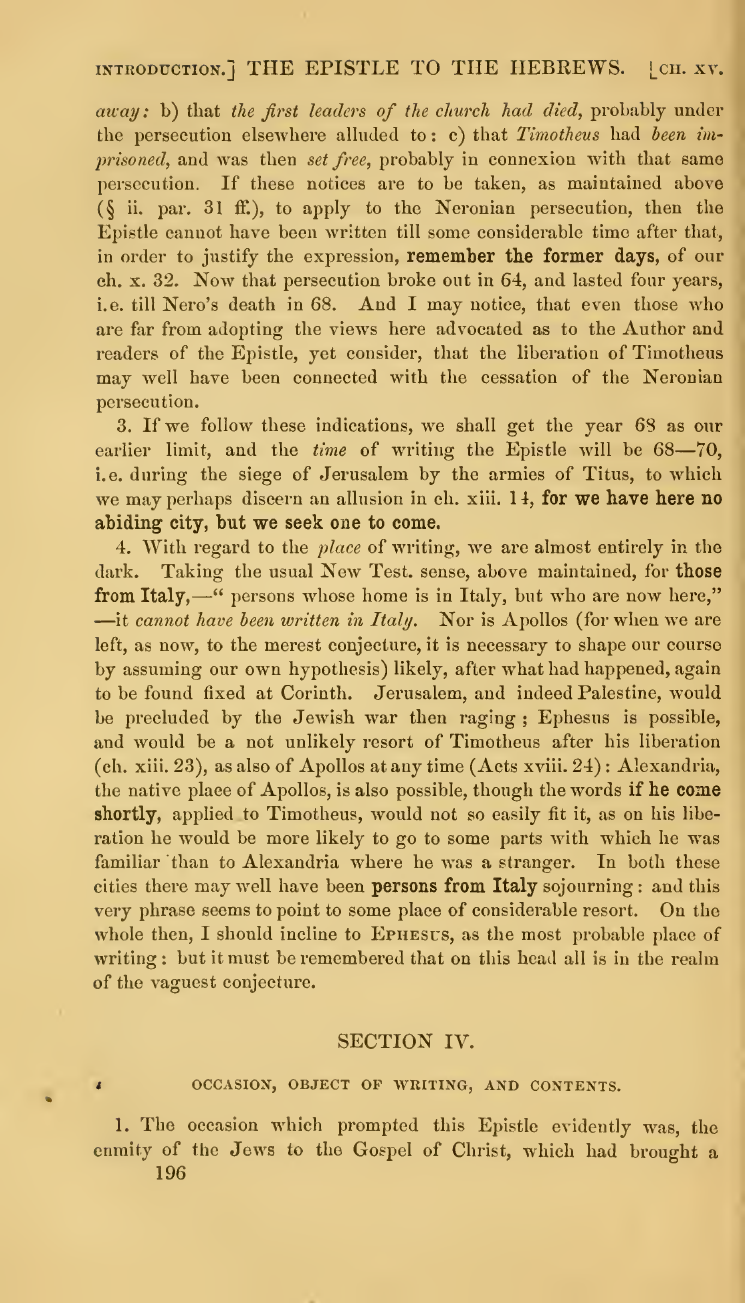 INTRODUCTION.] THE EPISTLE TO THE HEBREWS. [CH. XV.
away: b) that the first leaders of the church had died, probably under
the persecution elsewhere alluded to: c) that Timotheus had been im-
prisoned, and was then set free, probably in connexion with that same
persecution. If these notices are to be taken, as maintained above
(§ ii. par. 31 ff.), to apply to the Neronian persecution, then the
Epistle cannot have been written till some considerable time after that,
in order to justify the expression, remember the former days, of our
ch. x. 32. Now that persecution broke out in 64, and lasted four years,
i.e. till Nero's death in 68. And I may notice, that even those who
are far from adopting the views here advocated as to the Author and
readers of the Epistle, yet consider, that the liberation of Timotheus
may well have been connected with the cessation of the Neronian
persecution.
3. If we follow these indications, we shall get the year 68 as our
earlier limit, and the time of writing the Epistle will be 68—70,
i.e. during the siege of Jerusalem by the armies of Titus, to which
we may perhaps discern an allusion in ch. xiii. 14, for we have here no
abiding city, but we seek one to come.
4. With regard to the place of writing, we are almost entirely in the
dark. Taking the usual New Test. sense, above maintained, for those
from Italy,—“ persons whose home is in Italy, but who are now here,”
—it cannot have been written in Italy. Nor is Apollos (for when we are
left, as now, to the merest conjecture, it is necessary to shape our course
by assuming our own hypothesis) likely, after what had happened, again
to be found fixed at Corinth. Jerusalem, and indeed Palestine, would
be precluded by the Jewish war then raging ; Ephesus is possible,
and would be a not unlikely resort of Timotheus after his liberation
(ch. xiii. 23), as also of Apollos at any time (Acts xviii. 24) : Alexandria,
the native place of Apollos, is also possible, though the words if he come
shortly, applied to Timotheus, would not so easily fit it, as on his libe-
ration he would be more likely to go to some parts with which he was
familiar than to Alexandria where he was a stranger. In both these
cities there may well have been persons from Italy sojourning : and this
very phrase seems to point to some place of considerable resort. On the
whole then, I should incline to EPHESUS, as the most probable place of
writing : but it must be remembered that on this head all is in the realm
of the vaguest conjecture.
SECTION IV.
OCCASION, OBJECT OF WRITING, AND CONTENTS.
1. The occasion which prompted this Epistle evidently was, the
enmity of the Jews to the Gospel of Christ, which had brought a
196